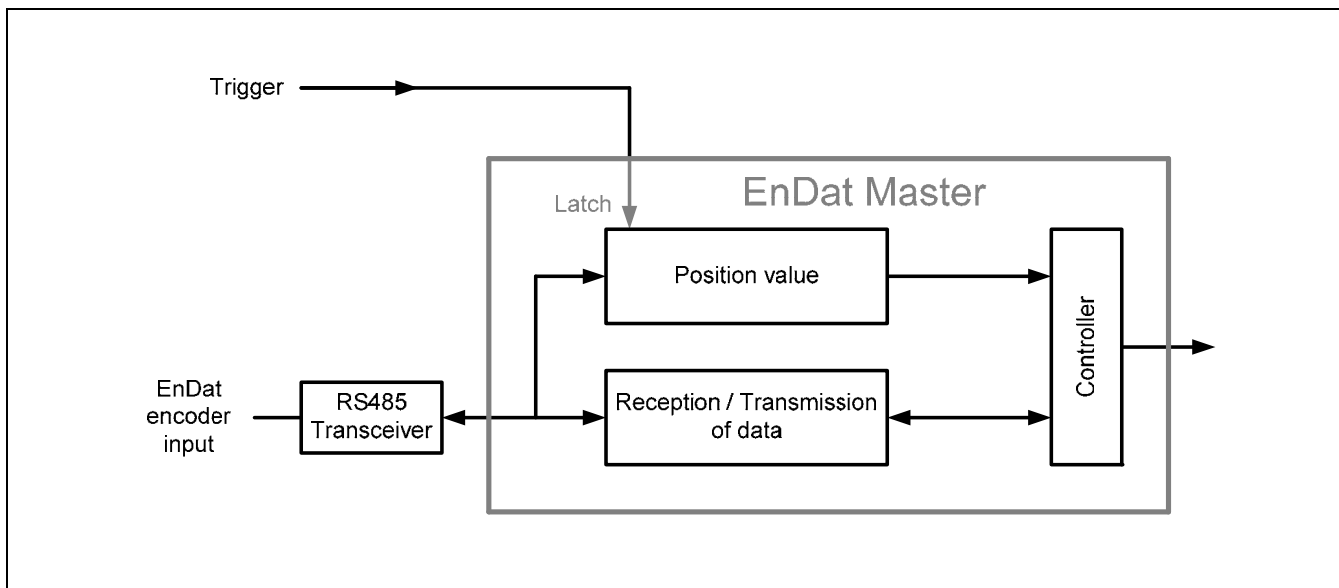 Trigger
Latch
EnDat Master
Position value
EnDat
encoder
input
RS485
Transceiver
Reception / Transmission
of data
Controller